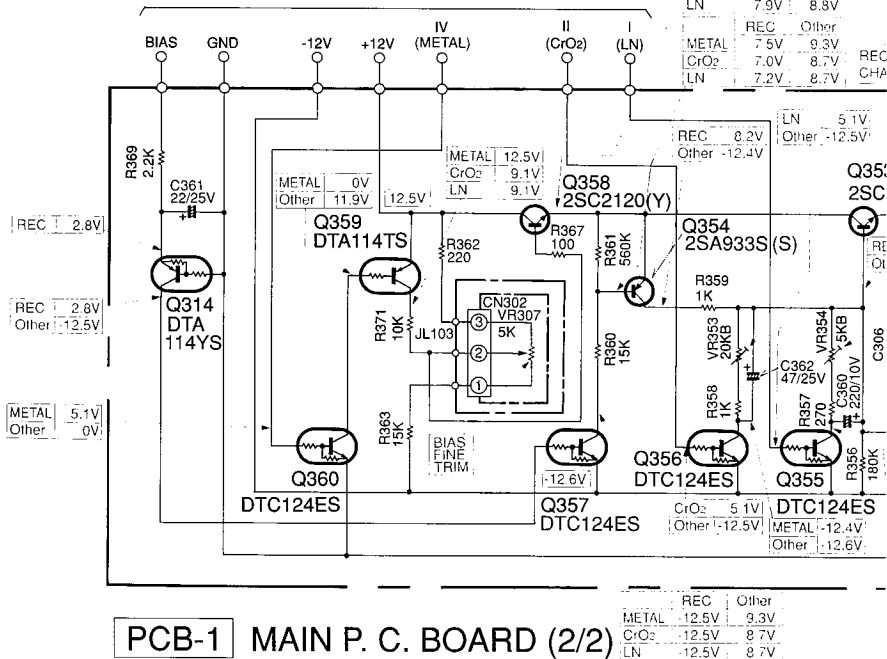 LN 7.9V 8.8V
REC Other
METAL 7.5V 9.3V
CrO2 7.0V 8.7V
LN 7.2V 8.7V
REC
CHA
BIAS GND -12V +12V IV (METAL) II (CrO2) I (LN)
LN 5.1V
Other -12.5V
REC 8.2V
Other -12.4V
R369
2.2K
C361
22/25V
METAL 0V
Other 11.9V
12.5V
METAL 12.5V
CrO2 9.1V
LN 9.1V
Q358
2SC2120(Y)
Q353
2SC
REC 2.8V
Q359
DTA114TS
R362
220
R367
100
R361
560K
Q354
2SA933S(S)
Q314
DTA
114YS
REC 2.8V
Other -12.5V
R371
10K
JL103
CN302
VR307
5K
3
2
1
R359
1K
R360
15K
VR353
20KB
VR354
5KB
C306
C362
47/25V
C360
220/10V
R358
1K
R357
270
R356
180K
METAL 5.1V
Other 0V
R363
15K
BIAS
FINE
TRIM
Q360
DTC124ES
-12.6V
Q357
DTC124ES
Q356
DTC124ES
Q355
DTC124ES
CrO2 5.1V
Other -12.5V
METAL -12.4V
Other -12.6V
PCB-1 MAIN P. C. BOARD (2/2)
REC Other
METAL -12.5V 9.3V
CrO2 -12.5V 8.7V
LN -12.5V 8.7V